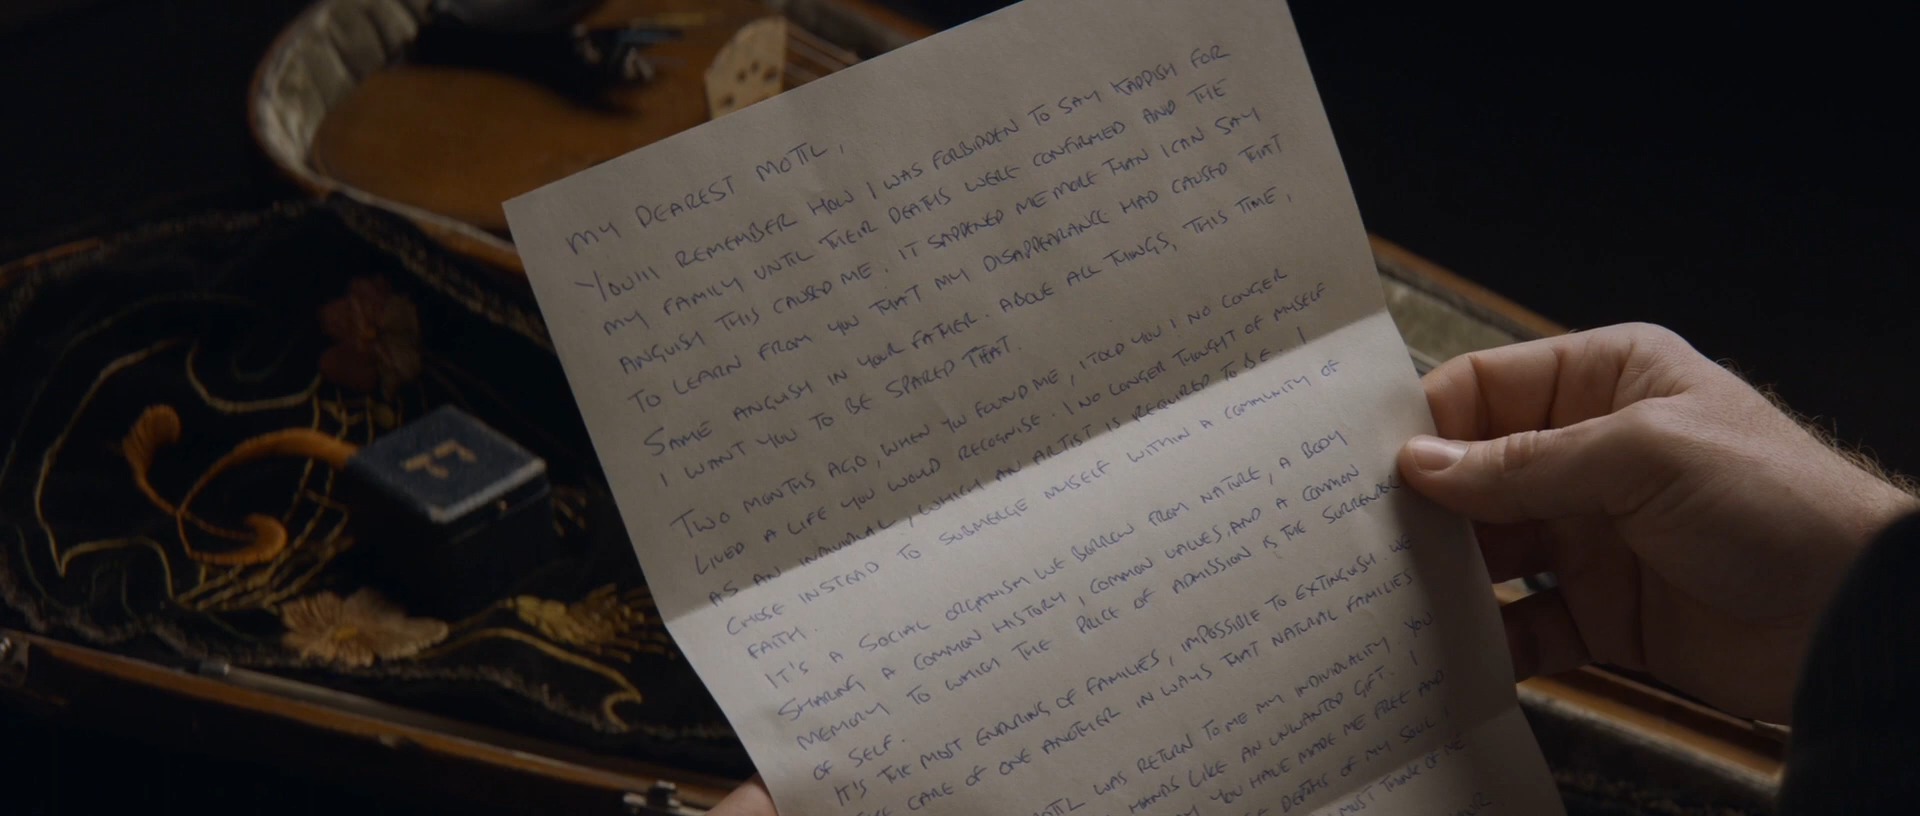 MY DEAREST MOTTL,
YOU'll REMEMBER HOW I WAS FORBIDDEN TO SAY KADDISH FOR
MY FAMILY UNTIL THEIR DEATHS WERE CONFIRMED AND THE
ANGUISH THIS CAUSED ME. IT SADDENED ME MORE THAN I CAN SAY
TO LEARN FROM YOU THAT MY DISAPPEARANCE HAD CAUSED THAT
SAME ANGUISH IN YOUR FATHER. ABOVE ALL THINGS, THIS TIME,
I WANT YOU TO BE SPARED THAT.
TWO MONTHS AGO, WHEN YOU FOUND ME, I TOLD YOU I NO LONGER
LIVED A LIFE YOU WOULD RECOGNISE. I NO LONGER THOUGHT OF MYSELF
AS AN INDIVIDUAL, WHICH AN ARTIST IS REQUIRED TO BE. I
CHOSE INSTEAD TO SUBMERGE MYSELF WITHIN A COMMUNITY OF
FAITH.
IT'S A SOCIAL ORGANISM WE BORROW FROM NATURE, A BODY
SHARING A COMMON HISTORY, COMMON VALUES, AND A COMMON
MEMORY TO WHICH THE PRICE OF ADMISSION IS THE SURRENDER
OF SELF.
IT'S THE MOST ENDURING OF FAMILIES, IMPOSSIBLE TO EXTINGUISH. WE
CARE OF ONE ANOTHER IN WAYS THAT NATURAL FAMILIES
MOTTL WAS RETURN TO ME MY INDIVIDUALITY. YOU
HANDS LIKE AN UNWANTED GIFT. I
YOU HAVE MADE ME FREE AND
DEPTHS OF MY SOUL I
MUST THINK OF ME